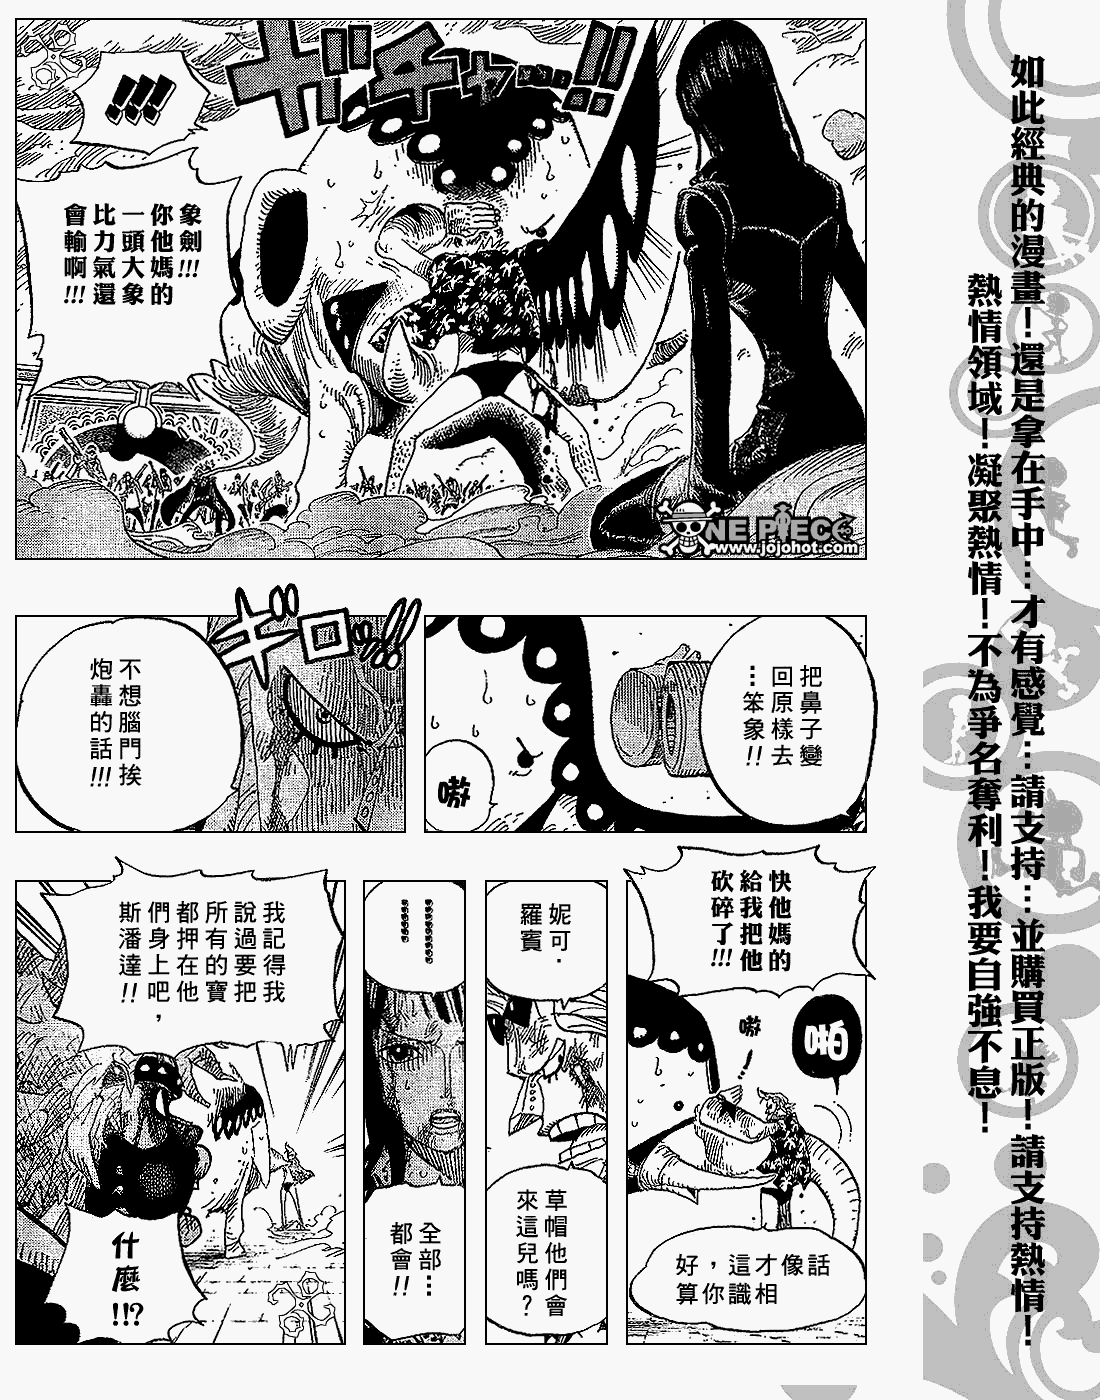 ギギチャ…!!
!!!
象劍!!!
你他媽的
一頭大象
比力氣還
會輸啊!!!
ONE PIECE
www.jojohot.com
把鼻子變
回原樣去
…笨象!!
嗷
ギロッ!!
不想腦門挨
炮轟的話!!!
快他媽的
給我把他
砍碎了!!!
啪
嗷…
好，這才像話
算你識相
妮可．
羅賓
草帽他們會
來這兒嗎？
全部…
都會!!
我記得我
說過要把
所有的寶
都押在他
們身上吧，
斯潘達!!
什麼!!?
如此經典的漫畫！還是拿在手中…才有感覺…請支持…並購買正版！請支持熱情！
熱情領域！凝聚熱情！不為爭名奪利！我要自強不息！